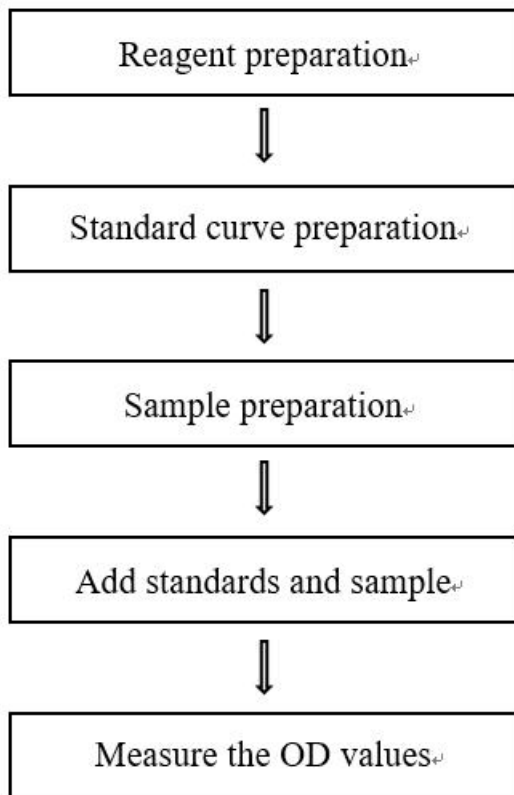 Reagent preparation
Standard curve preparation
Sample preparation
Add standards and sample
Measure the OD values